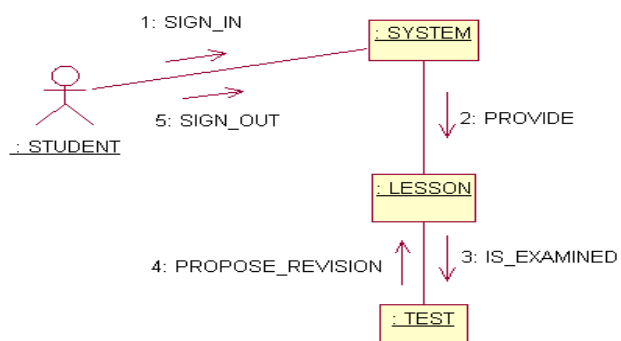 1: SIGN_IN
: SYSTEM
5: SIGN_OUT
: STUDENT
2: PROVIDE
: LESSON
4: PROPOSE_REVISION
3: IS_EXAMINED
: TEST